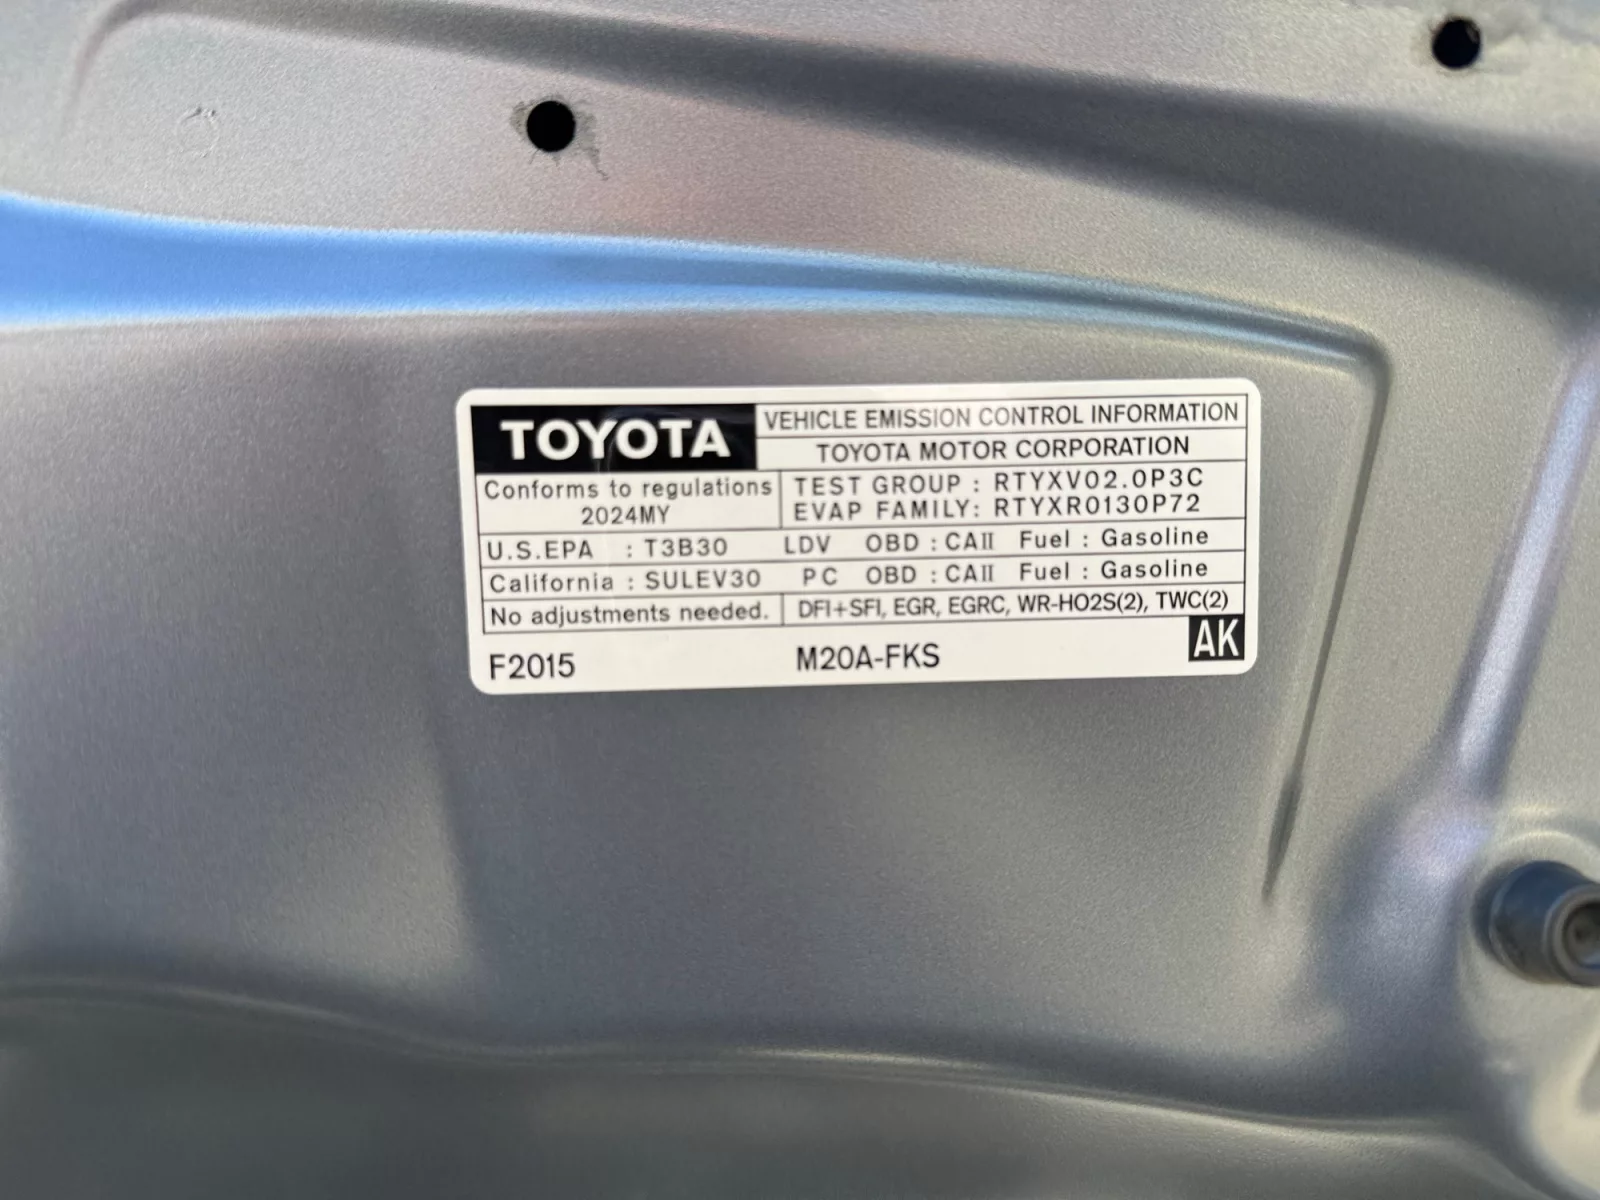 TOYOTA
VEHICLE EMISSION CONTROL INFORMATION
TOYOTA MOTOR CORPORATION
Conforms to regulations
2024MY
TEST GROUP : RTYXV02.0P3C
EVAP FAMILY: RTYXR0130P72
U.S.EPA : T3B30 LDV OBD : CAII Fuel : Gasoline
California : SULEV30 PC OBD : CAII Fuel : Gasoline
No adjustments needed. DFI+SFI, EGR, EGRC, WR-HO2S(2), TWC(2)
F2015 M20A-FKS AK